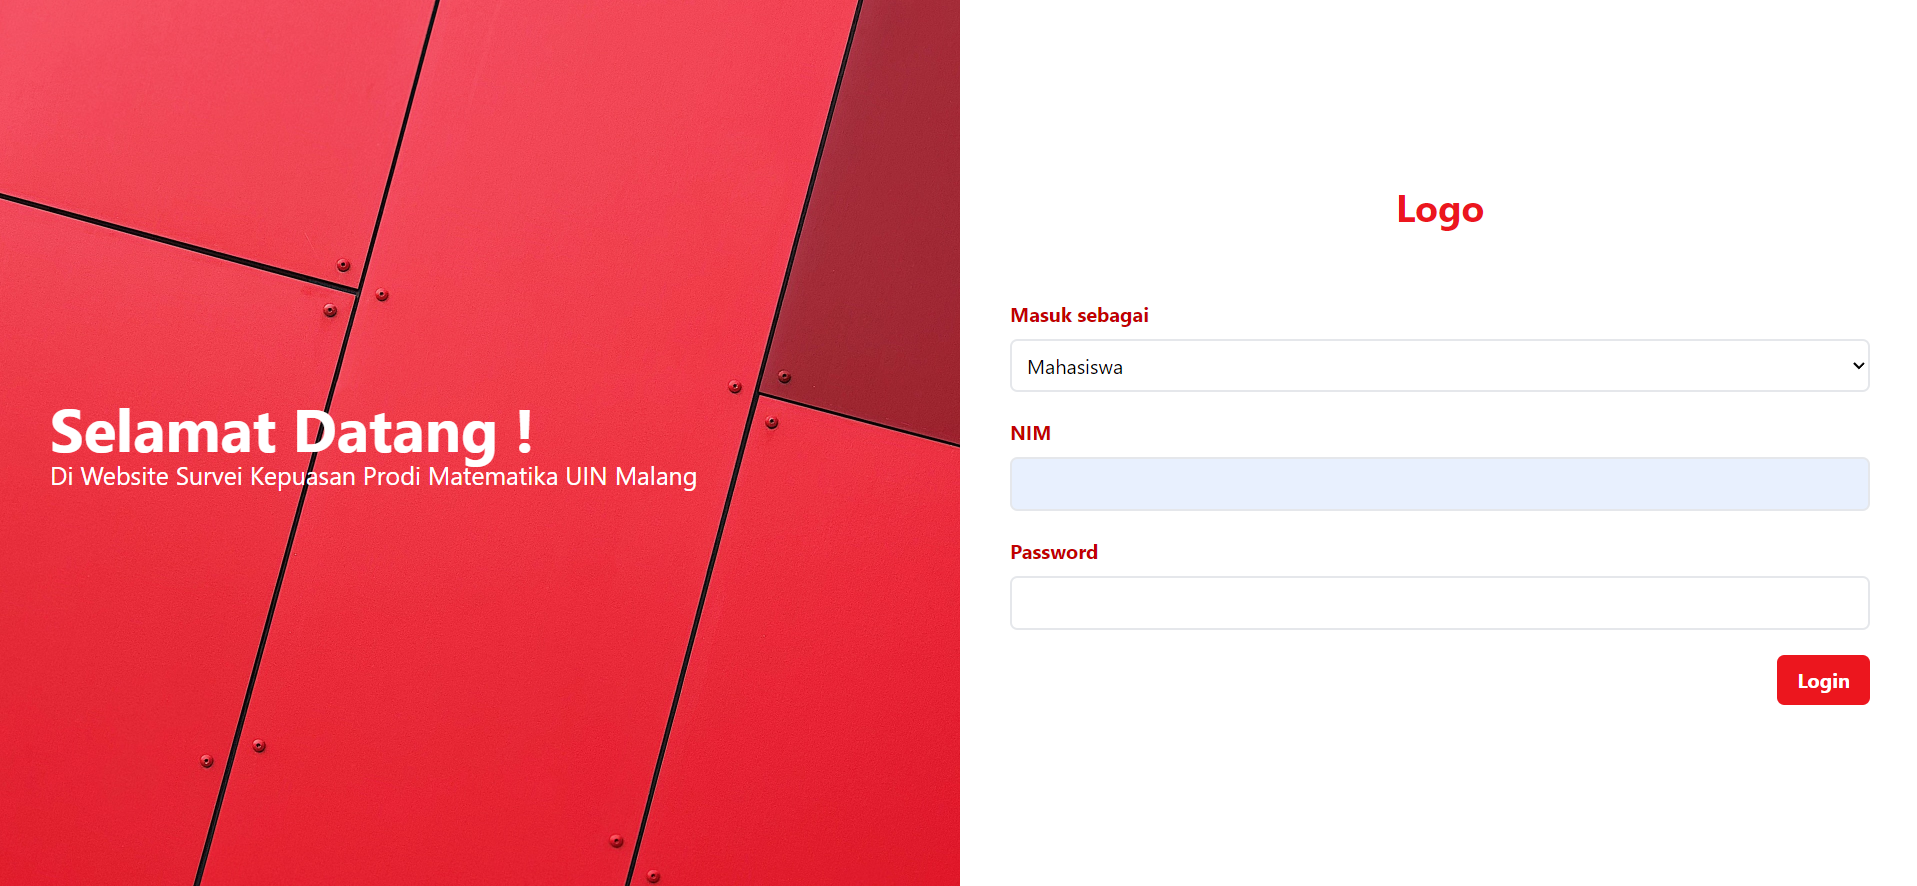 Selamat Datang !
Di Website Survei Kepuasan Prodi Matematika UIN Malang
Logo
Masuk sebagai
Mahasiswa
NIM
Password
Login